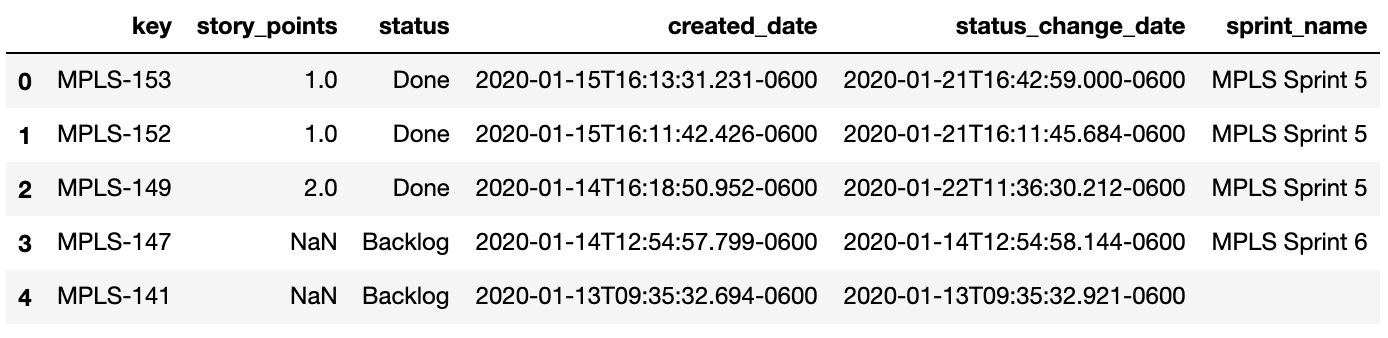 key story_points status created_date status_change_date sprint_name
0 MPLS-153 1.0 Done 2020-01-15T16:13:31.231-0600 2020-01-21T16:42:59.000-0600 MPLS Sprint 5
1 MPLS-152 1.0 Done 2020-01-15T16:11:42.426-0600 2020-01-21T16:11:45.684-0600 MPLS Sprint 5
2 MPLS-149 2.0 Done 2020-01-14T16:18:50.952-0600 2020-01-22T11:36:30.212-0600 MPLS Sprint 5
3 MPLS-147 NaN Backlog 2020-01-14T12:54:57.799-0600 2020-01-14T12:54:58.144-0600 MPLS Sprint 6
4 MPLS-141 NaN Backlog 2020-01-13T09:35:32.694-0600 2020-01-13T09:35:32.921-0600